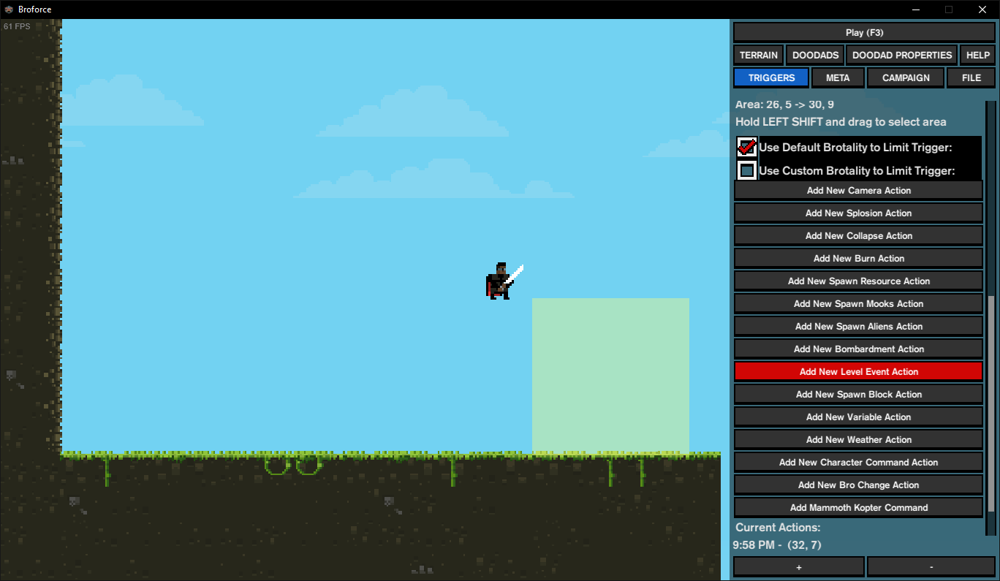 Broforce
61 FPS
Play (F3)
TERRAIN DOODADS DOODAD PROPERTIES HELP
TRIGGERS META CAMPAIGN FILE
Area: 26, 5 -> 30, 9
Hold LEFT SHIFT and drag to select area
Use Default Brotality to Limit Trigger:
Use Custom Brotality to Limit Trigger:
Add New Camera Action
Add New Splosion Action
Add New Collapse Action
Add New Burn Action
Add New Spawn Resource Action
Add New Spawn Mooks Action
Add New Spawn Aliens Action
Add New Bombardment Action
Add New Level Event Action
Add New Spawn Block Action
Add New Variable Action
Add New Weather Action
Add New Character Command Action
Add New Bro Change Action
Add Mammoth Kopter Command
Current Actions:
9:58 PM - (32, 7)
+ -